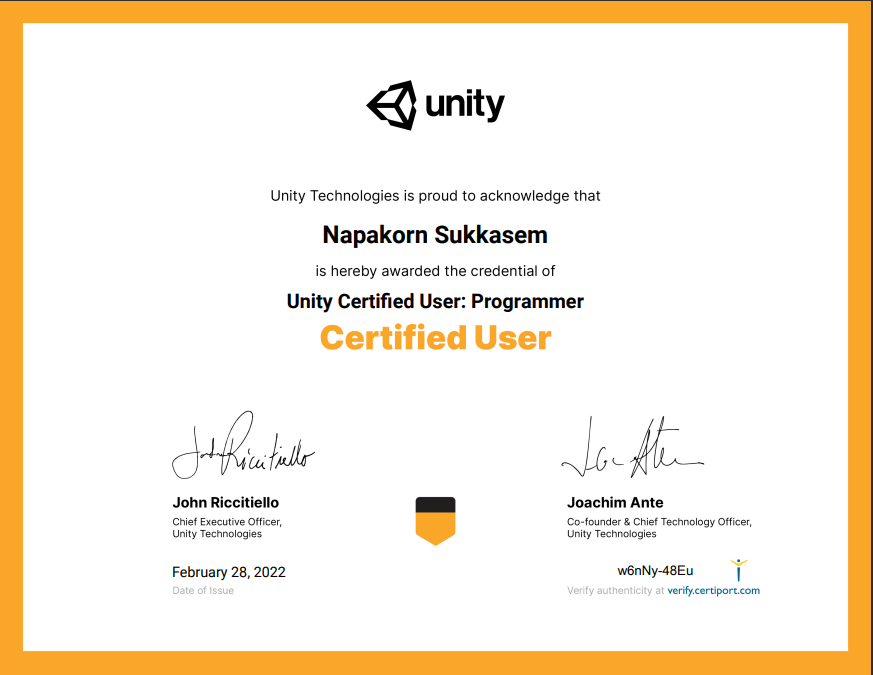 unity
Unity Technologies is proud to acknowledge that
Napakorn Sukkasem
is hereby awarded the credential of
Unity Certified User: Programmer
Certified User
John Riccitiello
John Riccitiello
Chief Executive Officer,
Unity Technologies
February 28, 2022
Date of Issue
Joachim Ante
Co-founder & Chief Technology Officer,
Unity Technologies
w6nNy-48Eu
Verify authenticity at verify.certiport.com